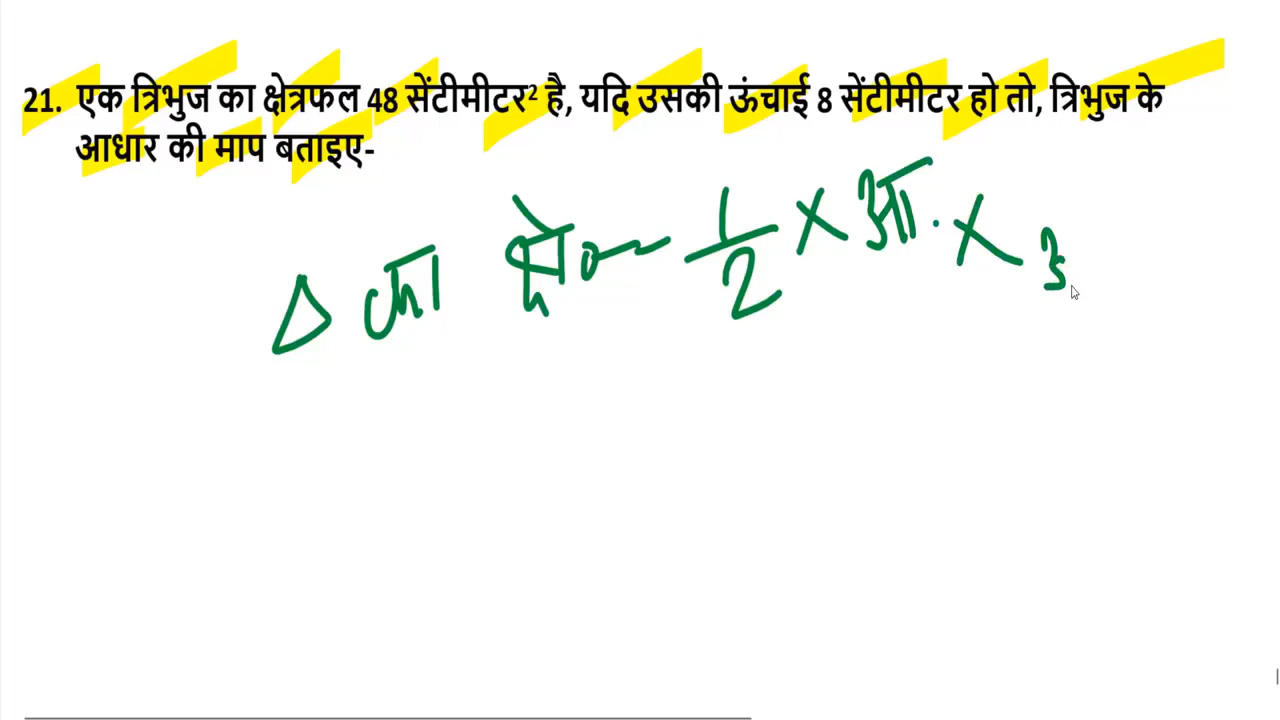 21. एक त्रिभुज का क्षेत्रफल 48 सेंटीमीटर² है, यदि उसकी ऊंचाई 8 सेंटीमीटर हो तो, त्रिभुज के
आधार की माप बताइए-
Δ का क्षे० 1/2 × आ. × उ